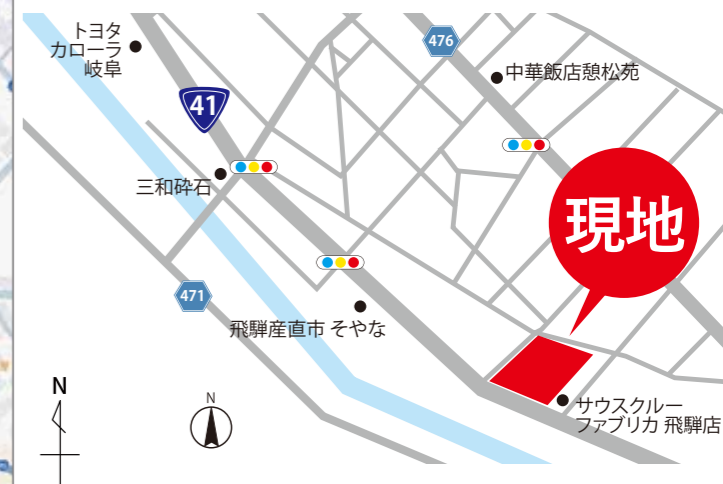 トヨタ
カローラ
岐阜
476
中華飯店憩松苑
41
三和砕石
現地
471
飛騨産直市 そやな
サウスクルー
ファブリカ 飛騨店
N
N